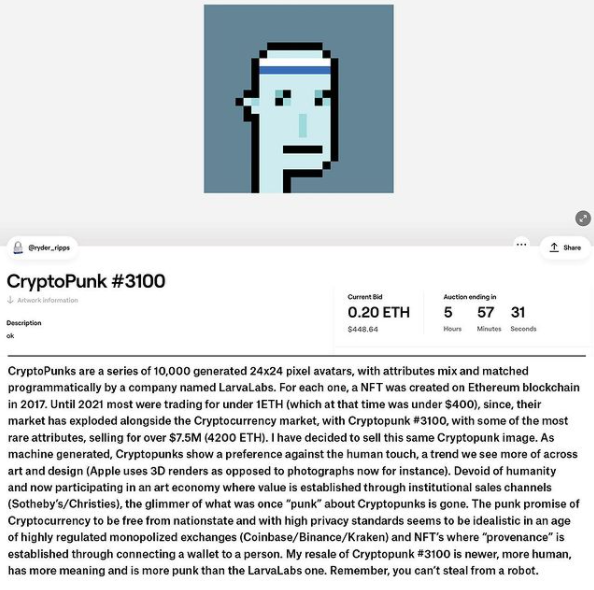 @ryder_ripps
...
Share
CryptoPunk #3100
↓ Artwork information
Description
ok
Current Bid
0.20 ETH
$448.64
Auction ending in
5 57 31
Hours Minutes Seconds
CryptoPunks are a series of 10,000 generated 24x24 pixel avatars, with attributes mix and matched
programmatically by a company named LarvaLabs. For each one, a NFT was created on Ethereum blockchain
in 2017. Until 2021 most were trading for under 1ETH (which at that time was under $400), since, their
market has exploded alongside the Cryptocurrency market, with Cryptopunk #3100, with some of the most
rare attributes, selling for over $7.5M (4200 ETH). I have decided to sell this same Cryptopunk image. As
machine generated, Cryptopunks show a preference against the human touch, a trend we see more of across
art and design (Apple uses 3D renders as opposed to photographs now for instance). Devoid of humanity
and now participating in an art economy where value is established through institutional sales channels
(Sotheby's/Christies), the glimmer of what was once "punk" about Cryptopunks is gone. The punk promise of
Cryptocurrency to be free from nationstate and with high privacy standards seems to be idealistic in an age
of highly regulated monopolized exchanges (Coinbase/Binance/Kraken) and NFT's where "provenance" is
established through connecting a wallet to a person. My resale of Cryptopunk #3100 is newer, more human,
has more meaning and is more punk than the LarvaLabs one. Remember, you can't steal from a robot.